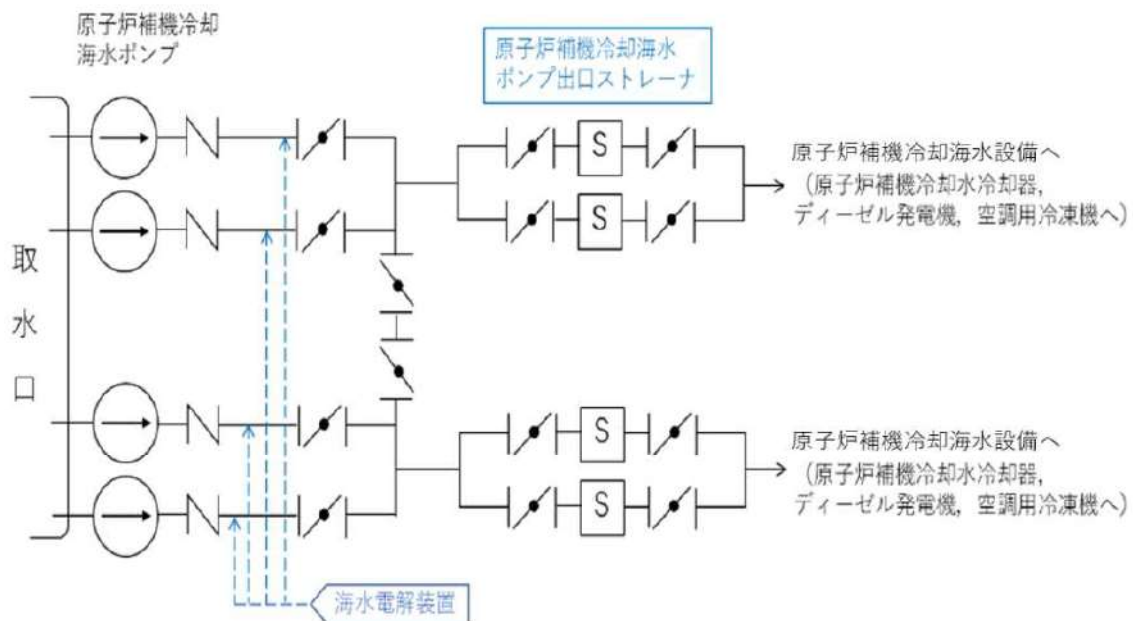 原子炉補機冷却
海水ポンプ
原子炉補機冷却海水
ポンプ出口ストレーナ
取水口
S
S
原子炉補機冷却海水設備へ
（原子炉補機冷却水冷却器，
ディーゼル発電機，空調用冷凍機へ）
S
S
原子炉補機冷却海水設備へ
（原子炉補機冷却水冷却器，
ディーゼル発電機，空調用冷凍機へ）
海水電解装置